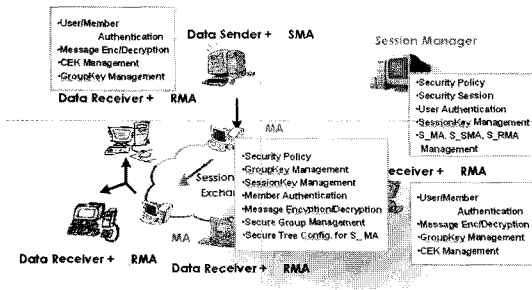 •User/Member
Authentication
•Message Enc/Decryption
•CEK Management
•GroupKey Management
Data Sender + SMA
Session Manager
Data Receiver + RMA
•Security Policy
•Security Session
•User Authentication
•SessionKey Management
•S_MA, S_SMA, S_RMA
Management
MA
Session
Exch
•Security Policy
•GroupKey Management
•SessionKey Management
•Member Authentication
•Message Encryption/Decryption
•Secure Group Management
•Secure Tree Config. for S_MA
eceiver + RMA
•User/Member
Authentication
•Message Enc/Decryption
•GroupKey Management
•CEK Management
MA
Data Receiver + RMA
Data Receiver + RMA